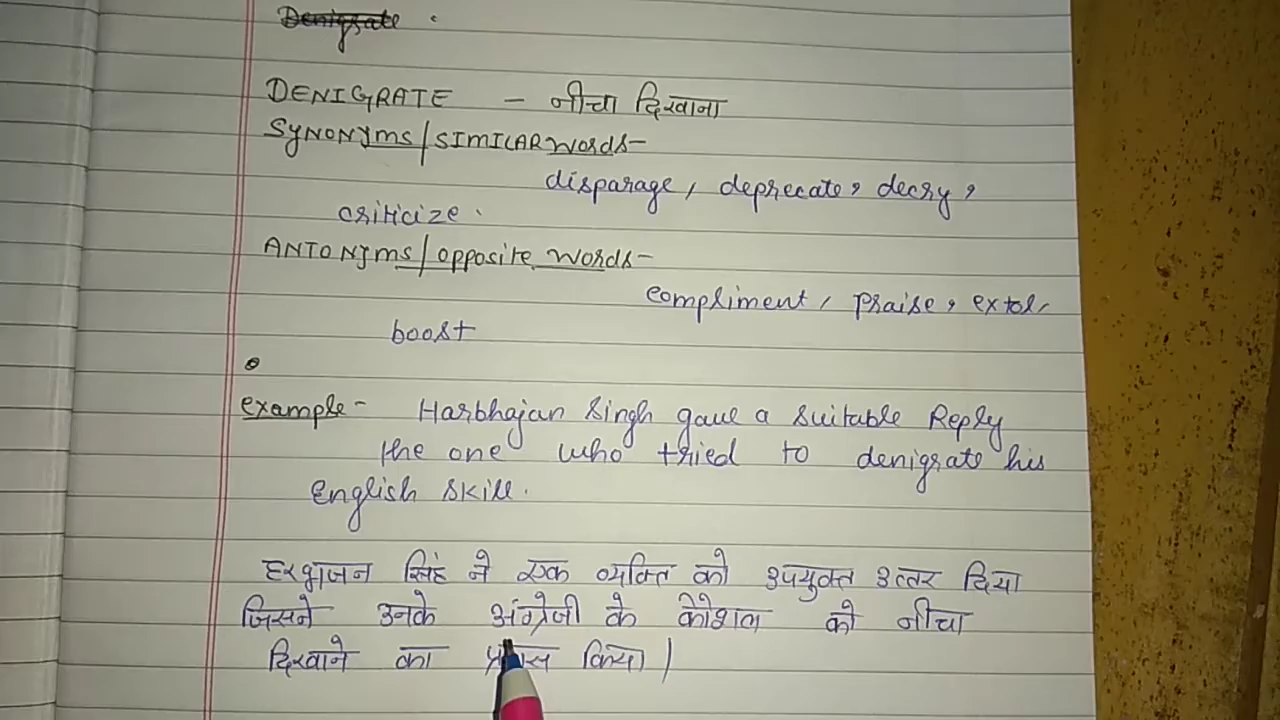 Denigrate .
DENIGRATE - नीचा दिखाना
SYNONYms/SIMILAR words-
disparage, deprecate, decry,
criticize.
ANTONYms/opposite words-
compliment, praise, extol,
boost
example- Harbhajan Singh gave a suitable Reply
the one who tried to denigrate his
English skill.
हरभजन सिंह ने एक व्यक्ति को उपयुक्त उत्तर दिया
जिसने उनके अंग्रेजी के को नीचा
दिखाने का किया।